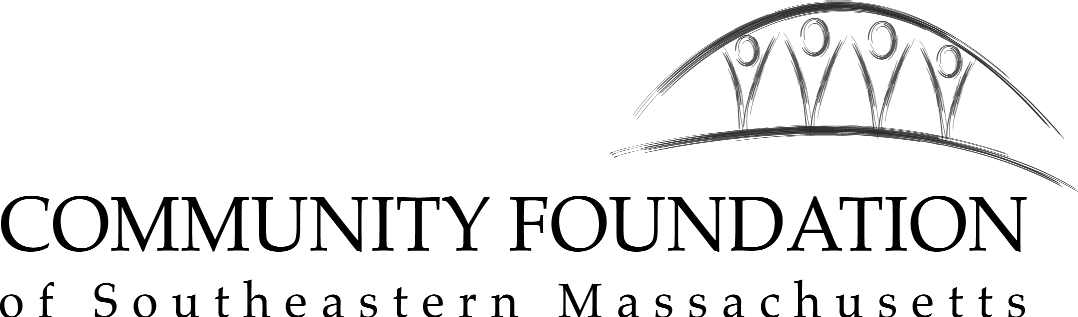 COMMUNITY FOUNDATION
of Southeastern Massachusetts